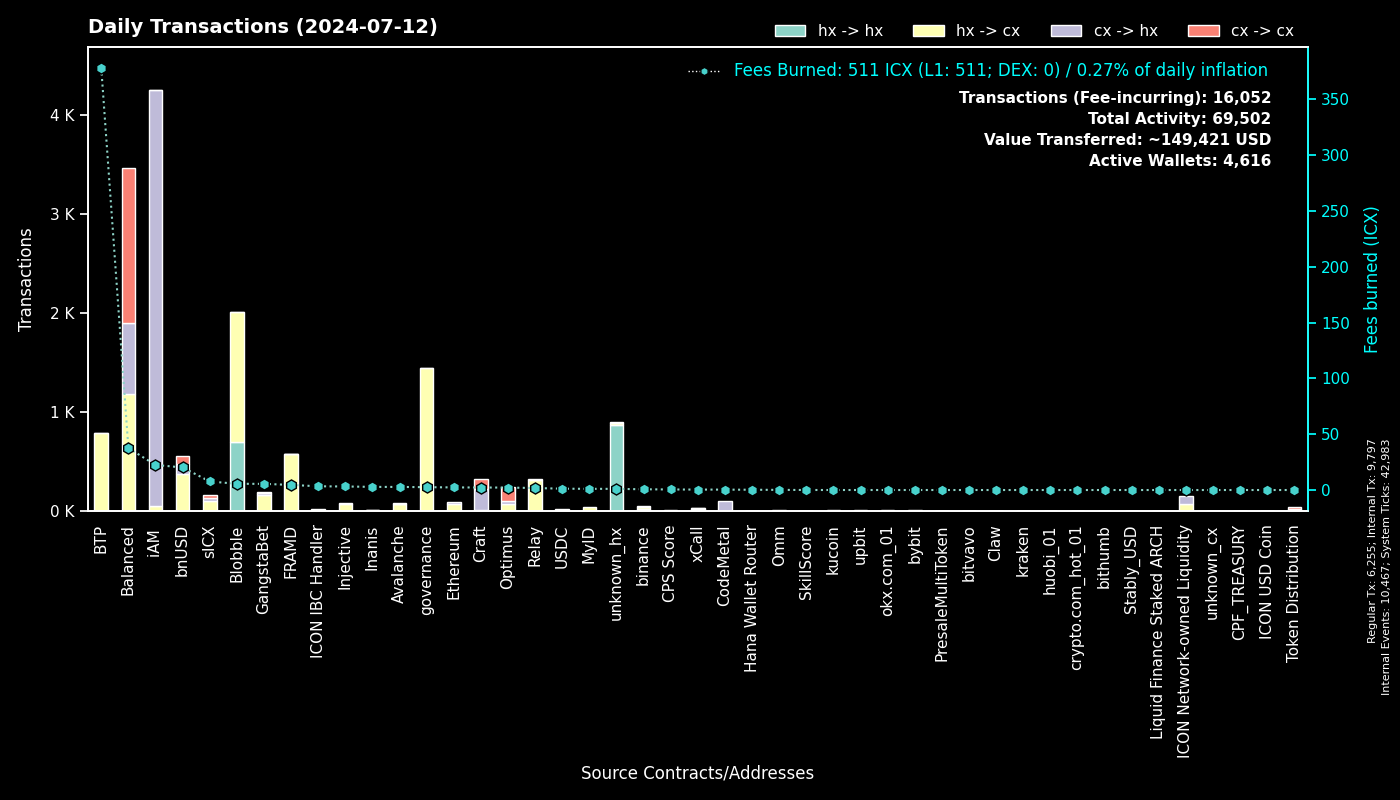 Daily Transactions (2024-07-12)
hx -> hx
hx -> cx
cx -> hx
cx -> cx
Fees Burned: 511 ICX (L1: 511; DEX: 0) / 0.27% of daily inflation
Transactions (Fee-incurring): 16,052
Total Activity: 69,502
Value Transferred: ~149,421 USD
Active Wallets: 4,616
Transactions
4 K
3 K
2 K
1 K
0 K
350
300
250
200
150
100
50
0
Fees burned (ICX)
BTP
Balanced
iAM
bnUSD
sICX
Blobble
GangstaBet
FRAMD
ICON IBC Handler
Injective
Inanis
Avalanche
governance
Ethereum
Craft
Optimus
Relay
USDC
MyID
unknown_hx
binance
CPS Score
xCall
CodeMetal
Hana Wallet Router
Omm
SkillScore
kucoin
upbit
okx.com_01
bybit
PresaleMultiToken
bitvavo
Claw
kraken
huobi_01
crypto.com_hot_01
bithumb
Stably_USD
Liquid Finance Staked ARCH
ICON Network-owned Liquidity
unknown_cx
CPF_TREASURY
ICON USD Coin
Token Distribution
Source Contracts/Addresses
Regular Tx: 6,255; Internal Tx: 9,797
Internal Events: 10,467; System Ticks: 42,983